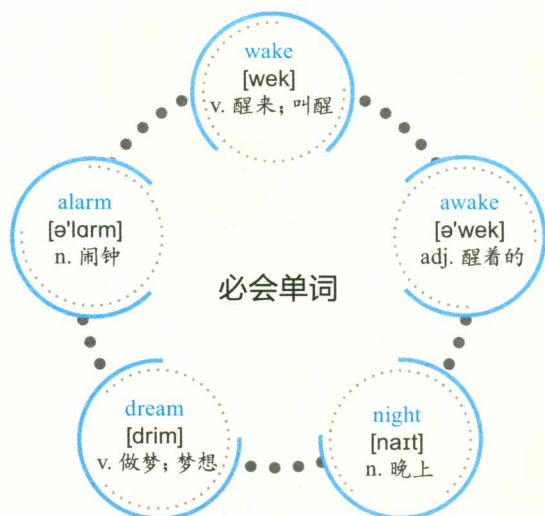 wake
[wek]
v. 醒来; 叫醒
alarm
[ə'lɑrm]
n. 闹钟
awake
[ə'wek]
adj. 醒着的
必会单词
dream
[drim]
v. 做梦; 梦想
night
[naɪt]
n. 晚上